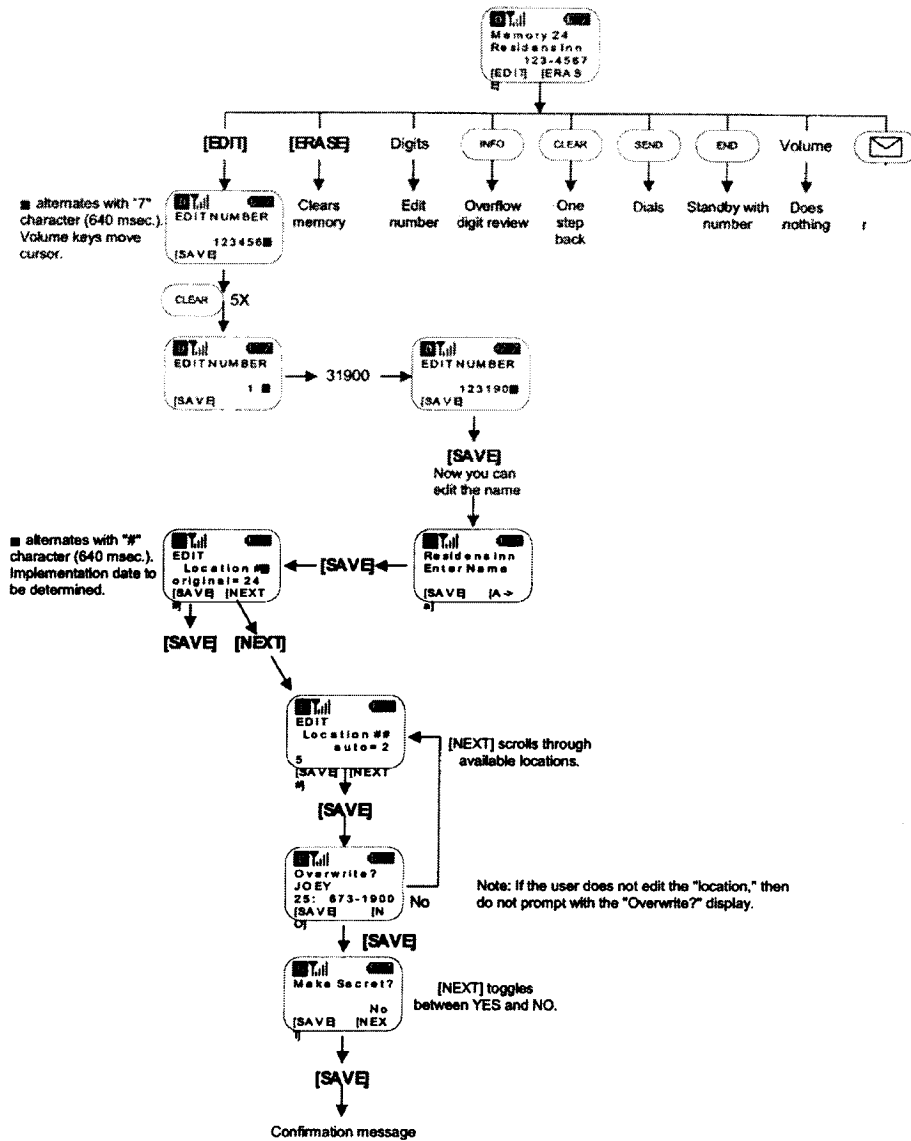 Memory 24
Residens Inn
123-4567
[EDIT] [ERAS
E]
[EDIT] [ERASE] Digits INFO CLEAR SEND END Volume
Clears memory
Edit number
Overflow digit review
One step back
Dials
Standby with number
Does nothing
r
■ alternates with "7"
character (640 msec.).
Volume keys move
cursor.
D
EDIT NUMBER
123456■
[SAVE]
CLEAR 5X
EDIT NUMBER
1 ■
[SAVE]
31900
EDIT NUMBER
123190■
[SAVE]
[SAVE]
Now you can
edit the name
Residens Inn
Enter Name
[SAVE] [A->
a]
[SAVE]
■ alternates with "#"
character (640 msec.).
Implementation date to
be determined.
EDIT
Location #■
original= 24
[SAVE] [NEXT
#]
[SAVE] [NEXT]
EDIT
Location ##
auto= 2
5
[SAVE] [NEXT
#]
[NEXT] scrolls through
available locations.
[SAVE]
Overwrite?
JOEY
25: 673-1900
[SAVE] [N
O]
No
Note: If the user does not edit the "location," then
do not prompt with the "Overwrite?" display.
[SAVE]
Make Secret?
No
[SAVE] [NEX
T]
[NEXT] toggles
between YES and NO.
[SAVE]
Confirmation message